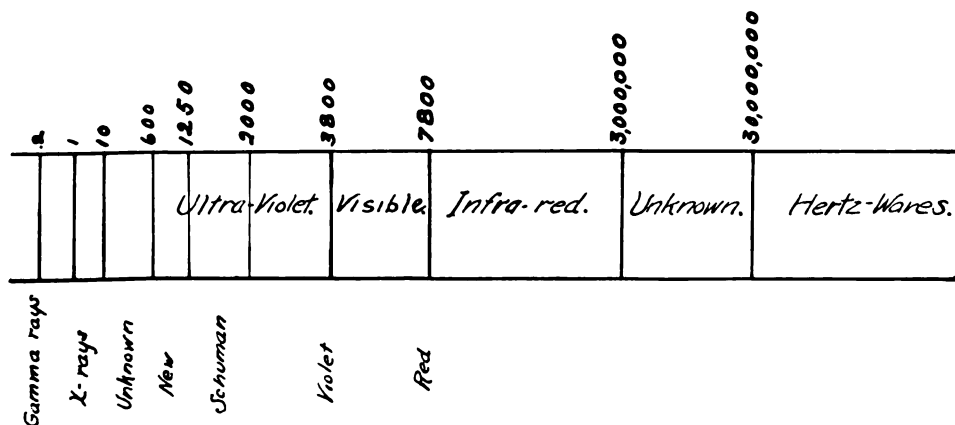 .2
1
10
600
1250
2000
3800
7800
3,000,000
30,000,000
Ultra-Violet.
Visible.
Infra-red.
Unknown.
Hertz-Waves.
Gamma rays
X-rays
Unknown
New
Schuman
Violet
Red